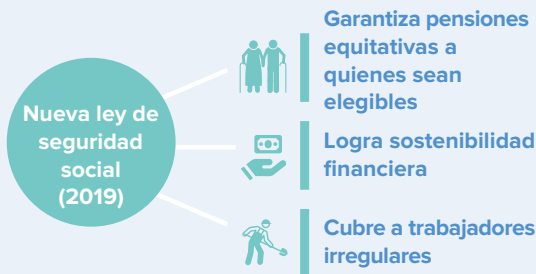 Nueva ley de
seguridad
social
(2019)
Garantiza pensiones
equitativas a
quienes sean
elegibles
Logra sostenibilidad
financiera
Cubre a trabajadores
irregulares